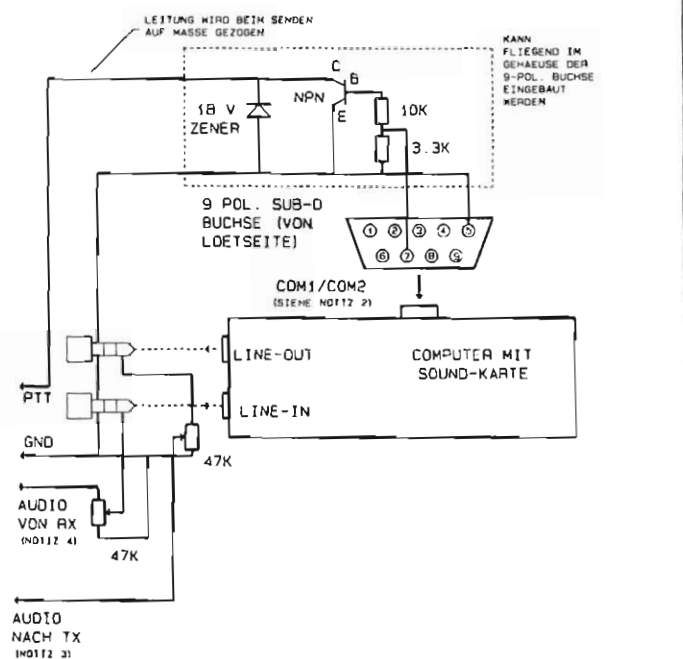 LEITUNG WIRD BEIM SENDEN
AUF MASSE GEZOGEN
KANN
FLIEGEND IM
GEHAEUSE DER
9-POL. BUCHSE
EINGEBAUT
WERDEN
C
B
NPN
E
18 V
ZENER
10K
3.3K
9 POL. SUB-D
BUCHSE (VON
LOETSEITE)
1 2 3 4 5
6 7 8 9
COM1/COM2
(SIEHE NOTIZ 2)
LINE-OUT
COMPUTER MIT
SOUND-KARTE
LINE-IN
PTT
GND
47K
AUDIO
VON RX
(NOTIZ 4)
47K
AUDIO
NACH TX
(NOTIZ 3)